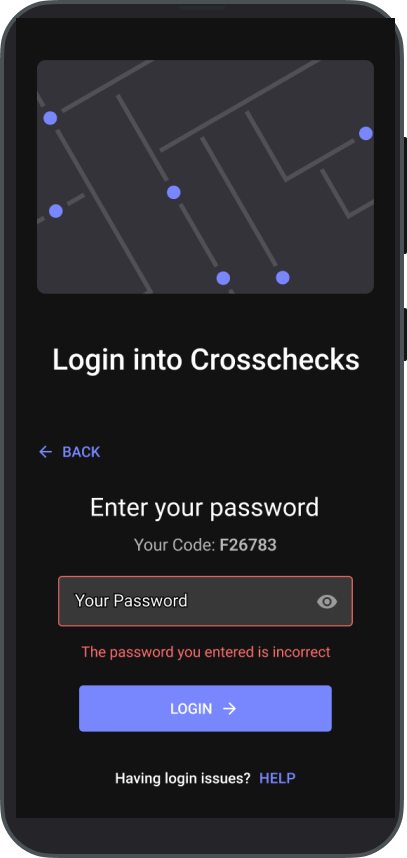 Login into Crosschecks
BACK
Enter your password
Your Code: F26783
Your Password
The password you entered is incorrect
LOGIN
Having login issues? HELP